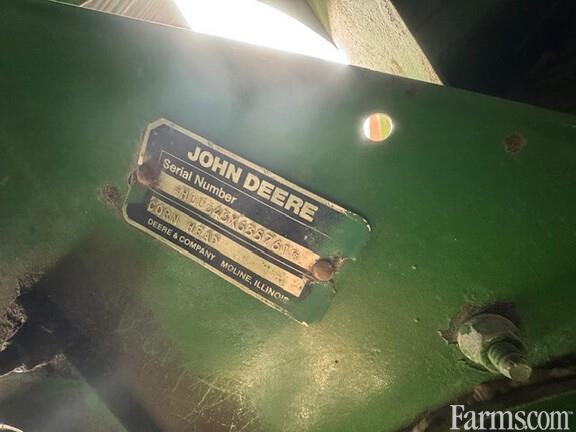 JOHN DEERE
Serial Number
CORN HEAD
DEERE & COMPANY MOLINE, ILLINOIS
Farms.com